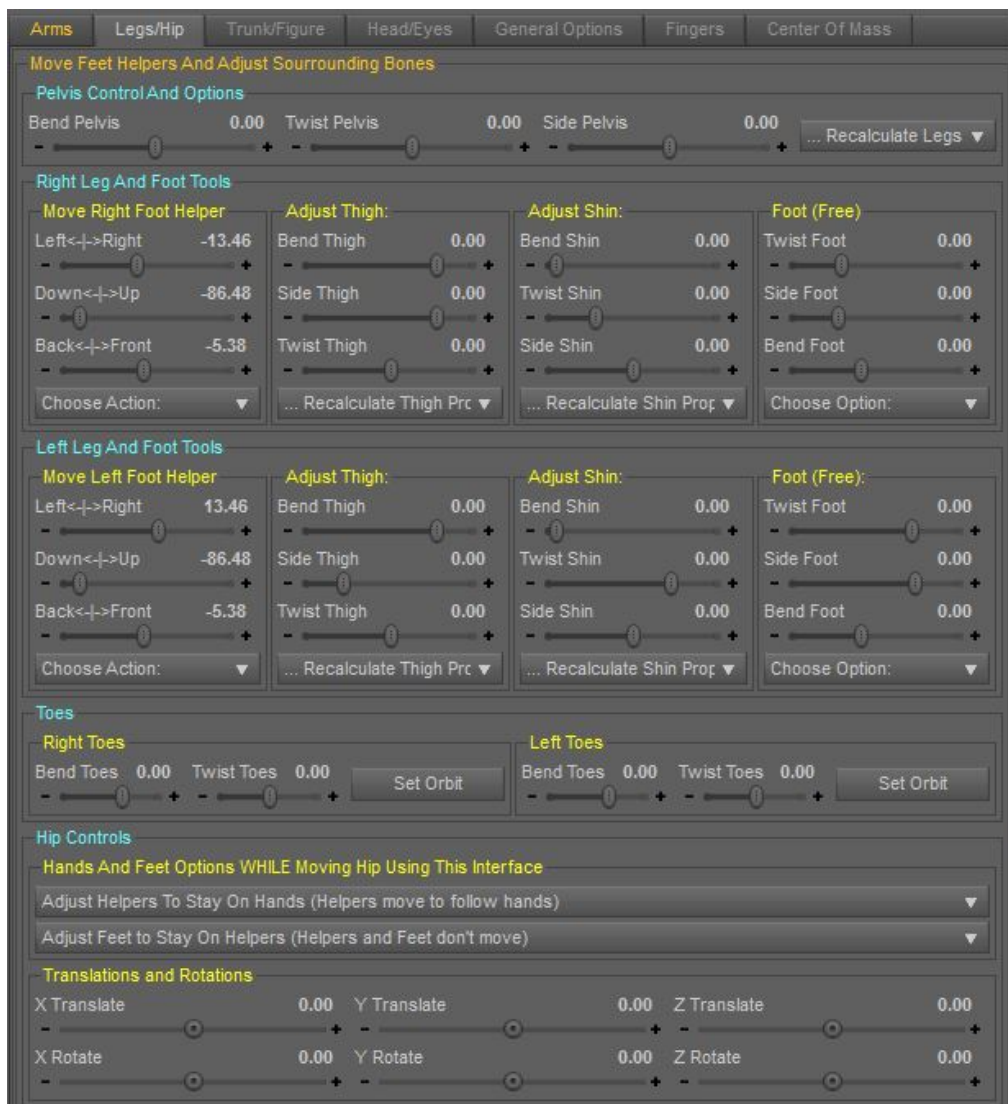 Arms Legs/Hip Trunk/Figure Head/Eyes General Options Fingers Center Of Mass
Move Feet Helpers And Adjust Sourrounding Bones
Pelvis Control And Options
Bend Pelvis 0.00 Twist Pelvis 0.00 Side Pelvis 0.00
- + - + - + ... Recalculate Legs ▼
Right Leg And Foot Tools
Move Right Foot Helper Adjust Thigh: Adjust Shin: Foot (Free)
Left<-|->Right -13.46 Bend Thigh 0.00 Bend Shin 0.00 Twist Foot 0.00
- + - + - + - +
Down<-|->Up -86.48 Side Thigh 0.00 Twist Shin 0.00 Side Foot 0.00
- + - + - + - +
Back<-|->Front -5.38 Twist Thigh 0.00 Side Shin 0.00 Bend Foot 0.00
- + - + - + - +
Choose Action: ▼ ... Recalculate Thigh Prc ▼ ... Recalculate Shin Prop ▼ Choose Option: ▼
Left Leg And Foot Tools
Move Left Foot Helper Adjust Thigh: Adjust Shin: Foot (Free):
Left<-|->Right 13.46 Bend Thigh 0.00 Bend Shin 0.00 Twist Foot 0.00
- + - + - + - +
Down<-|->Up -86.48 Side Thigh 0.00 Twist Shin 0.00 Side Foot 0.00
- + - + - + - +
Back<-|->Front -5.38 Twist Thigh 0.00 Side Shin 0.00 Bend Foot 0.00
- + - + - + - +
Choose Action: ▼ ... Recalculate Thigh Prc ▼ ... Recalculate Shin Prop ▼ Choose Option: ▼
Toes
Right Toes Left Toes
Bend Toes 0.00 Twist Toes 0.00 Set Orbit Bend Toes 0.00 Twist Toes 0.00 Set Orbit
- + - + - + - +
Hip Controls
Hands And Feet Options WHILE Moving Hip Using This Interface
Adjust Helpers To Stay On Hands (Helpers move to follow hands) ▼
Adjust Feet to Stay On Helpers (Helpers and Feet don't move) ▼
Translations and Rotations
X Translate 0.00 Y Translate 0.00 Z Translate 0.00
- + - + - +
X Rotate 0.00 Y Rotate 0.00 Z Rotate 0.00
- + - + - +